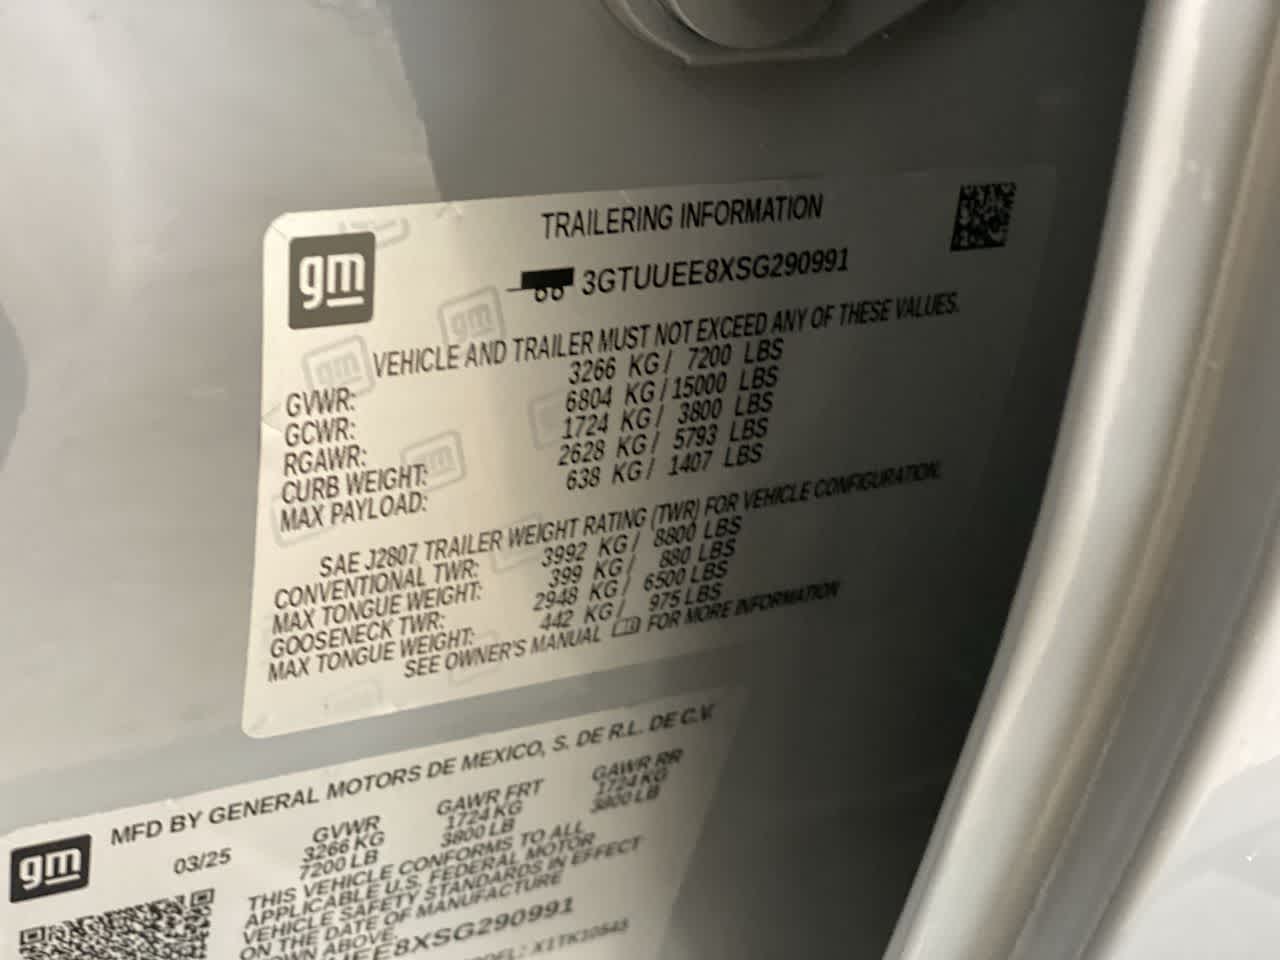 gm
TRAILERING INFORMATION
3GTUUEE8XSG290991
VEHICLE AND TRAILER MUST NOT EXCEED ANY OF THESE VALUES.
GVWR: 3266 KG/ 7200 LBS
GCWR: 6804 KG/15000 LBS
RGAWR: 1724 KG/ 3800 LBS
CURB WEIGHT: 2628 KG/ 5793 LBS
MAX PAYLOAD: 638 KG/ 1407 LBS
SAE J2807 TRAILER WEIGHT RATING (TWR) FOR VEHICLE CONFIGURATION.
CONVENTIONAL TWR: 3992 KG/ 8800 LBS
MAX TONGUE WEIGHT: 399 KG/ 880 LBS
GOOSENECK TWR: 2948 KG/ 6500 LBS
MAX TONGUE WEIGHT: 442 KG/ 975 LBS
SEE OWNER'S MANUAL FOR MORE INFORMATION
gm
MFD BY GENERAL MOTORS DE MEXICO, S. DE R.L. DE C.V.
03/25 GVWR GAWR FRT GAWR RR
3266 KG 1724 KG 1724 KG
7200 LB 3800 LB 3800 LB
THIS VEHICLE CONFORMS TO ALL
APPLICABLE U.S. FEDERAL MOTOR
VEHICLE SAFETY STANDARDS IN EFFECT
ON THE DATE OF MANUFACTURE
SHOWN ABOVE.
EE8XSG290991